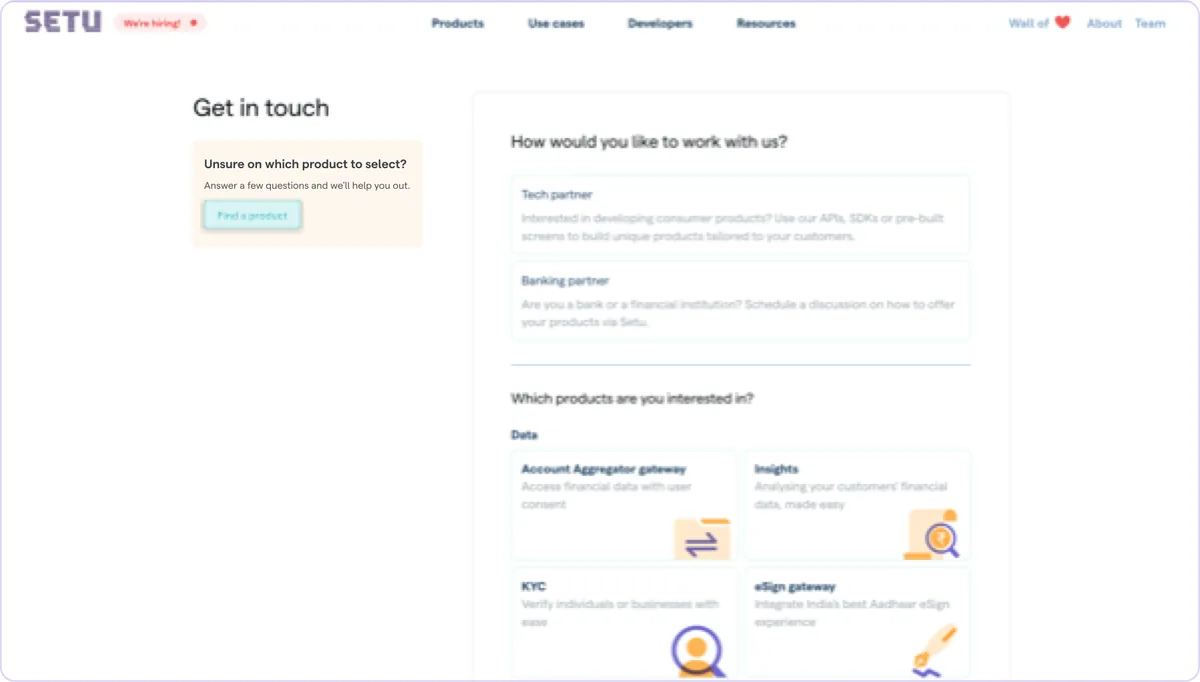 SETU
We're hiring!
Products
Use cases
Developers
Resources
Wall of ❤️
About
Team
Get in touch
Unsure on which product to select?
Answer a few questions and we'll help you out.
Find a product
How would you like to work with us?
Tech partner
Interested in developing consumer products? Use our APIs, SDKs or pre-built
screens to build unique products tailored to your customers.
Banking partner
Are you a bank or a financial institution? Schedule a discussion on how to offer
your products via Setu.
Which products are you interested in?
Data
Account Aggregator gateway
Access financial data with user
consent
Insights
Analysing your customers' financial
data, made easy
₹
KYC
Verify individuals or businesses with
ease
eSign gateway
Integrate India's best Aadhaar eSign
experience